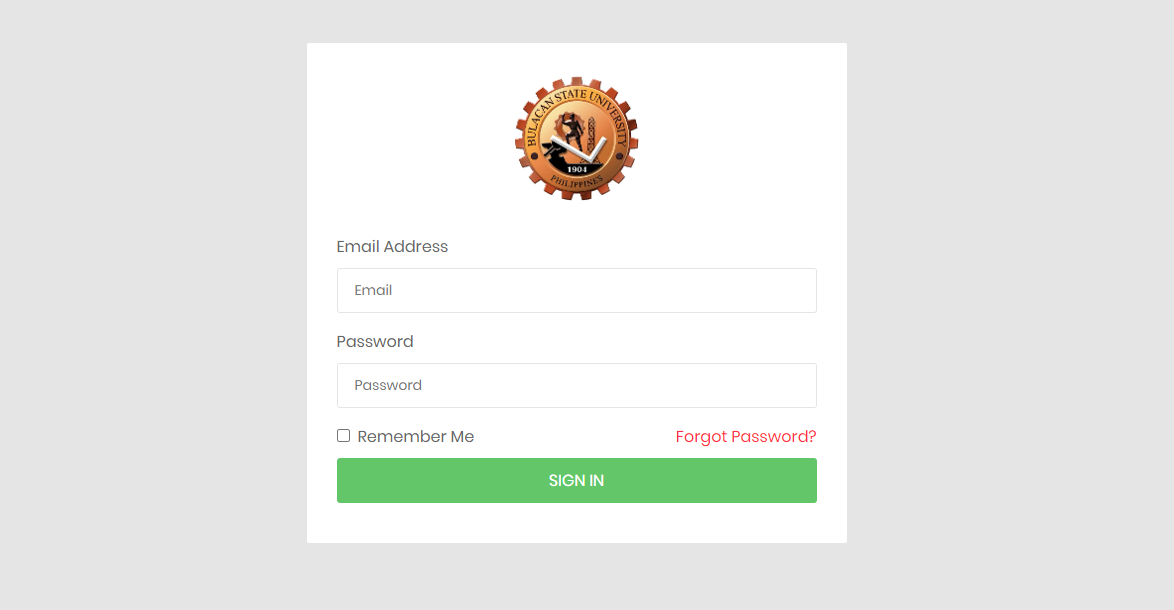 BULACAN STATE UNIVERSITY
1904
PHILIPPINES
Email Address
Email
Password
Password
Remember Me
Forgot Password?
SIGN IN